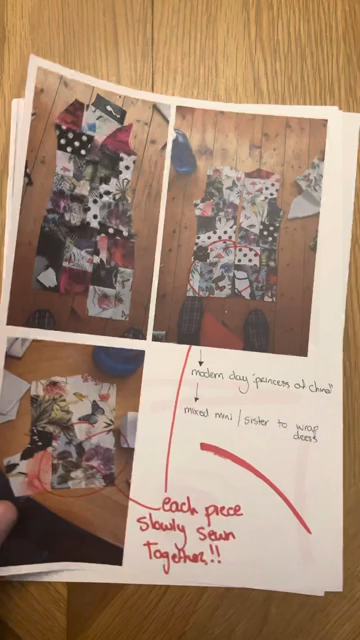 modern day "princess of china"
mixed mini / sister to wrap
dress
each piece
slowly sewn
together!!